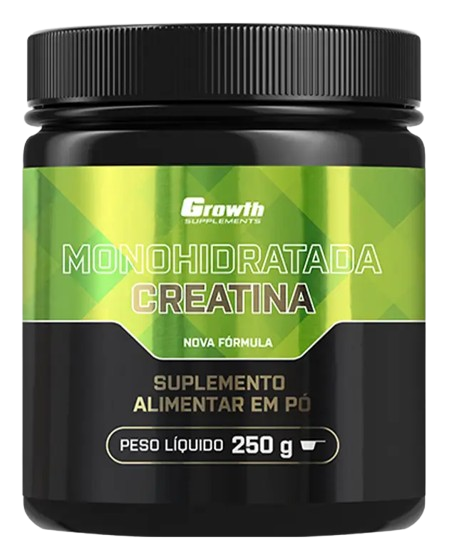 Growth
SUPPLEMENTS
MONOHIDRATADA
CREATINA
NOVA FÓRMULA
SUPLEMENTO
ALIMENTAR EM PÓ
PESO LÍQUIDO 250 g